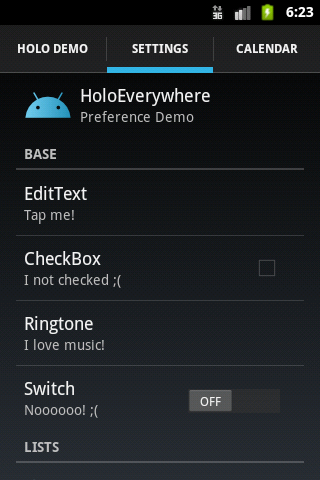 3G 6:23
HOLO DEMO SETTINGS CALENDAR
HoloEverywhere
Preference Demo
BASE
EditText
Tap me!
CheckBox
I not checked ;(
Ringtone
I love music!
Switch
Noooooo! ;(
OFF
LISTS